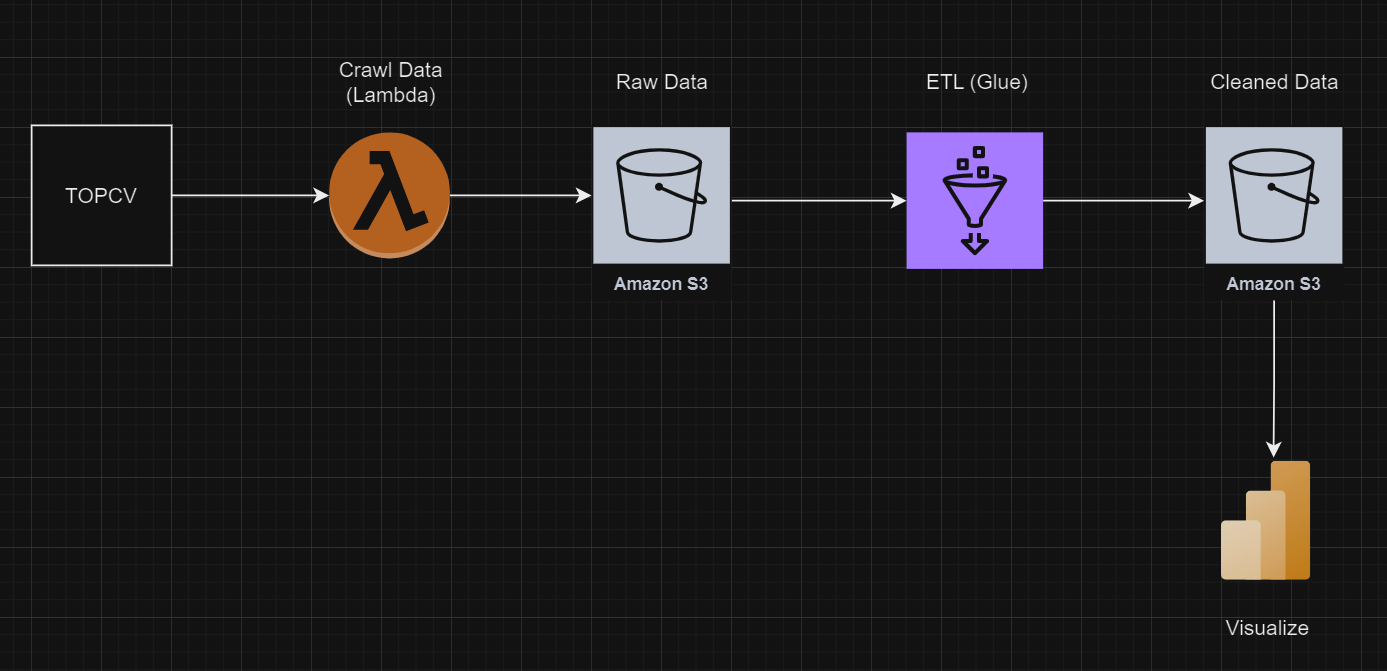 Crawl Data
(Lambda)
Raw Data
ETL (Glue)
Cleaned Data
TOPCV
Amazon S3
Amazon S3
Visualize